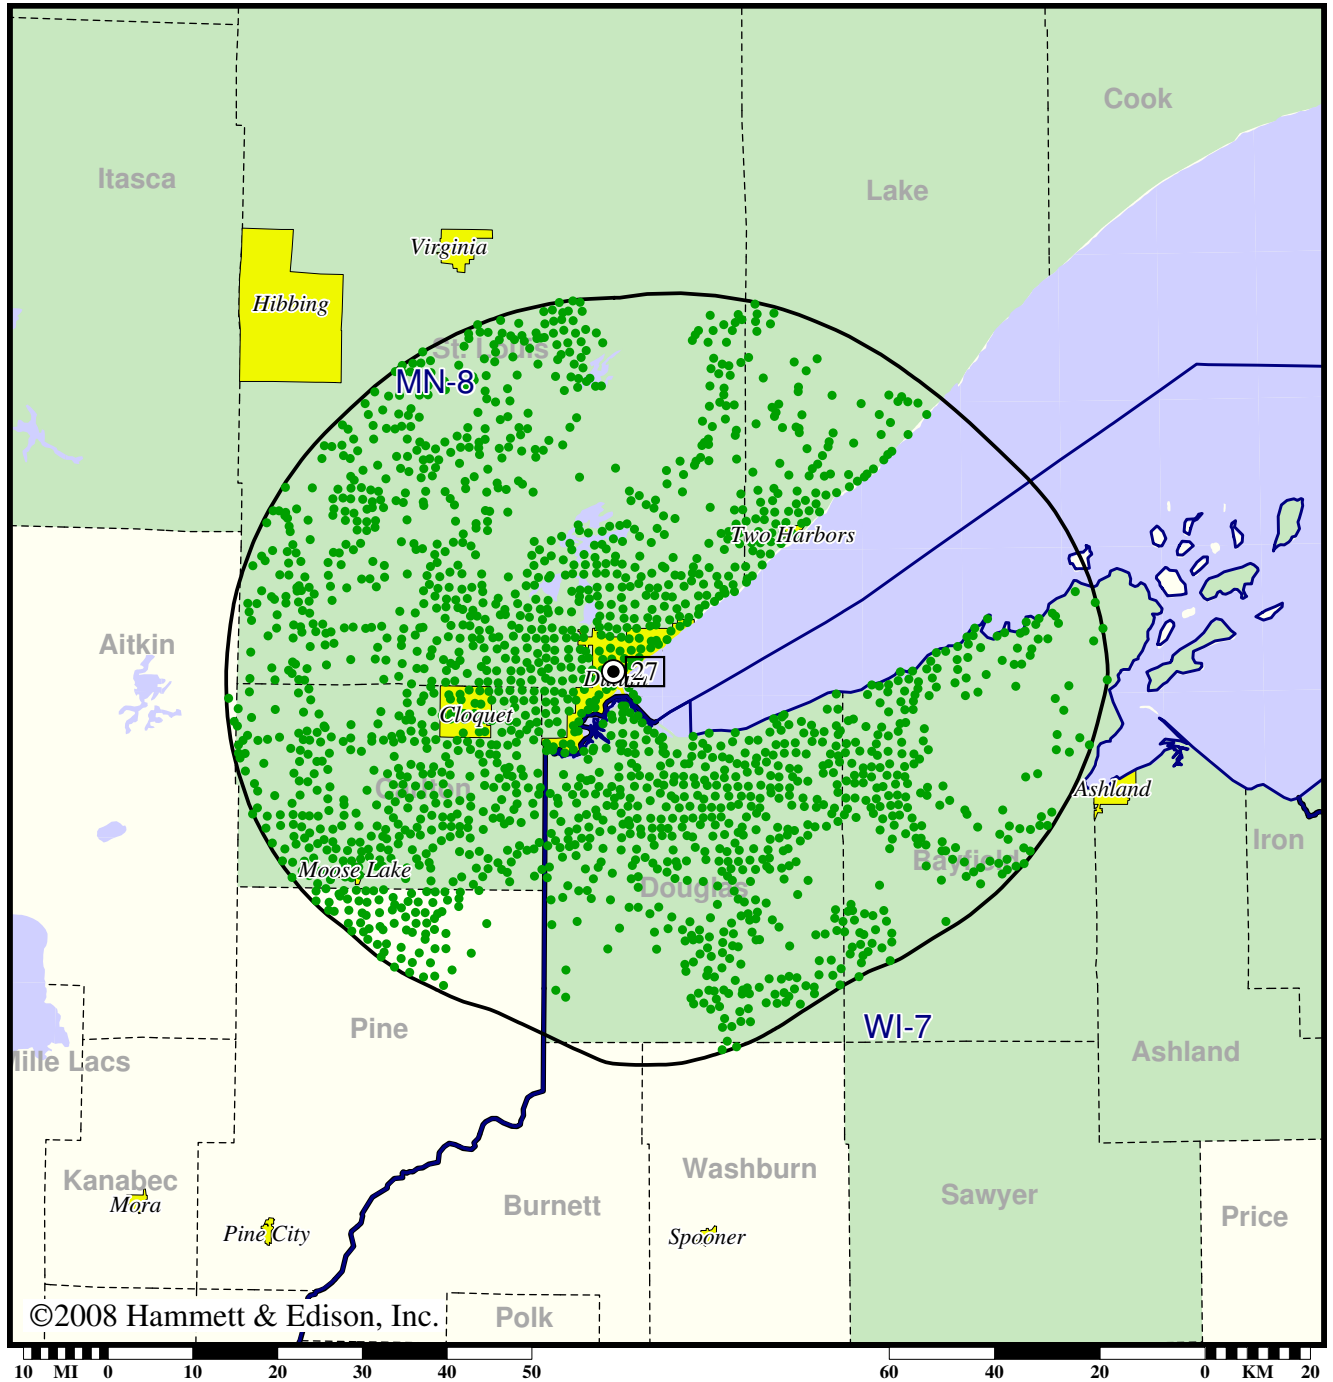 Cook
Itasca
Lake
Virginia
Hibbing
St. Louis
MN-8
Two Harbors
Aitkin
Duluth
27
Cloquet
Carlton
Ashland
Iron
Moose Lake
Bayfield
Douglas
Pine
WI-7
Mille Lacs
Ashland
Kanabec
Washburn
Mora
Burnett
Sawyer
Price
Pine City
Spooner
©2008 Hammett & Edison, Inc.
Polk
10 MI 0 10 20 30 40 50 60 40 20 0 KM 20